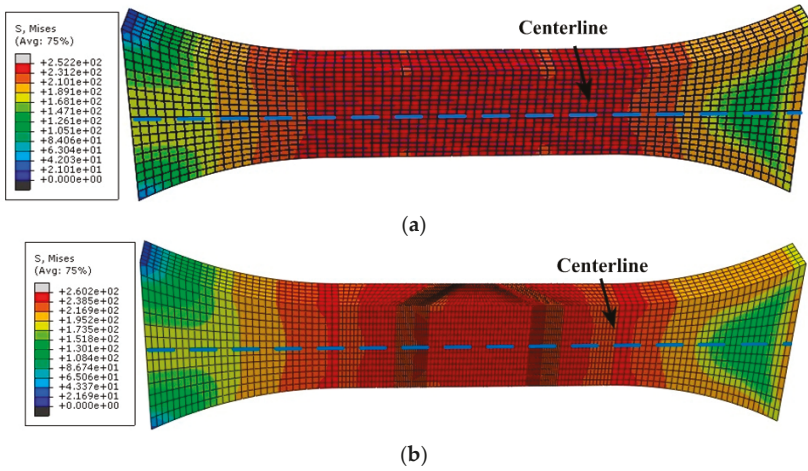 Centerline
S, Mises
(Avg: 75%)
+2.522e+02
+2.312e+02
+2.101e+02
+1.891e+02
+1.681e+02
+1.471e+02
+1.261e+02
+1.051e+02
+8.406e+01
+6.304e+01
+4.203e+01
+2.101e+01
+0.000e+00
(a)
Centerline
S, Mises
(Avg: 75%)
+2.602e+02
+2.385e+02
+2.169e+02
+1.952e+02
+1.735e+02
+1.518e+02
+1.301e+02
+1.084e+02
+8.674e+01
+6.506e+01
+4.337e+01
+2.169e+01
+0.000e+00
(b)